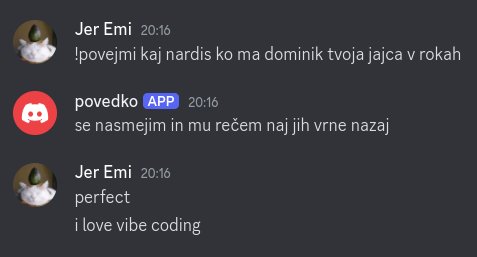 Jer Emi 20:16
!povejmi kaj nardis ko ma dominik tvoja jajca v rokah
povedko APP 20:16
se nasmejim in mu rečem naj jih vrne nazaj
Jer Emi 20:16
perfect
i love vibe coding